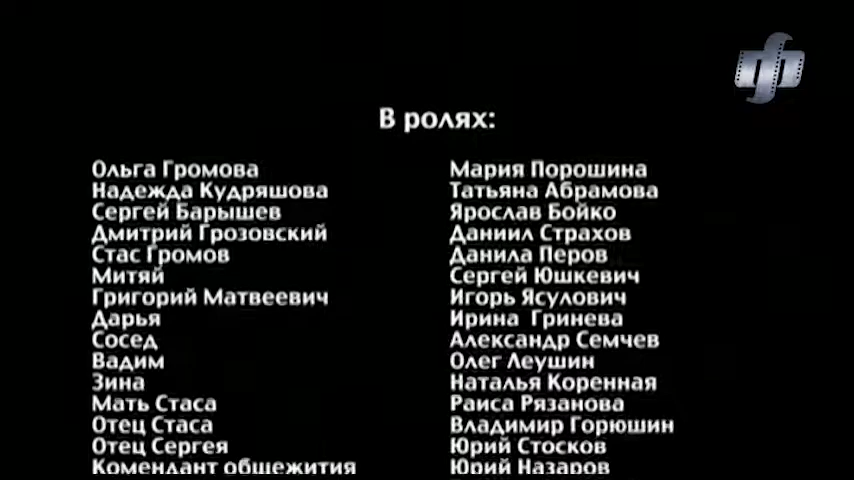 В ролях:
Ольга Громова Мария Порошина
Надежда Кудряшова Татьяна Абрамова
Сергей Барышев Ярослав Бойко
Дмитрий Грозовский Даниил Страхов
Стас Громов Данила Перов
Митяй Сергей Юшкевич
Григорий Матвеевич Игорь Ясулович
Дарья Ирина Гринева
Сосед Александр Семчев
Вадим Олег Леушин
Зина Наталья Коренная
Мать Стаса Раиса Рязанова
Отец Стаса Владимир Горюшин
Отец Сергея Юрий Стосков
Комендант общежития Юрий Назаров